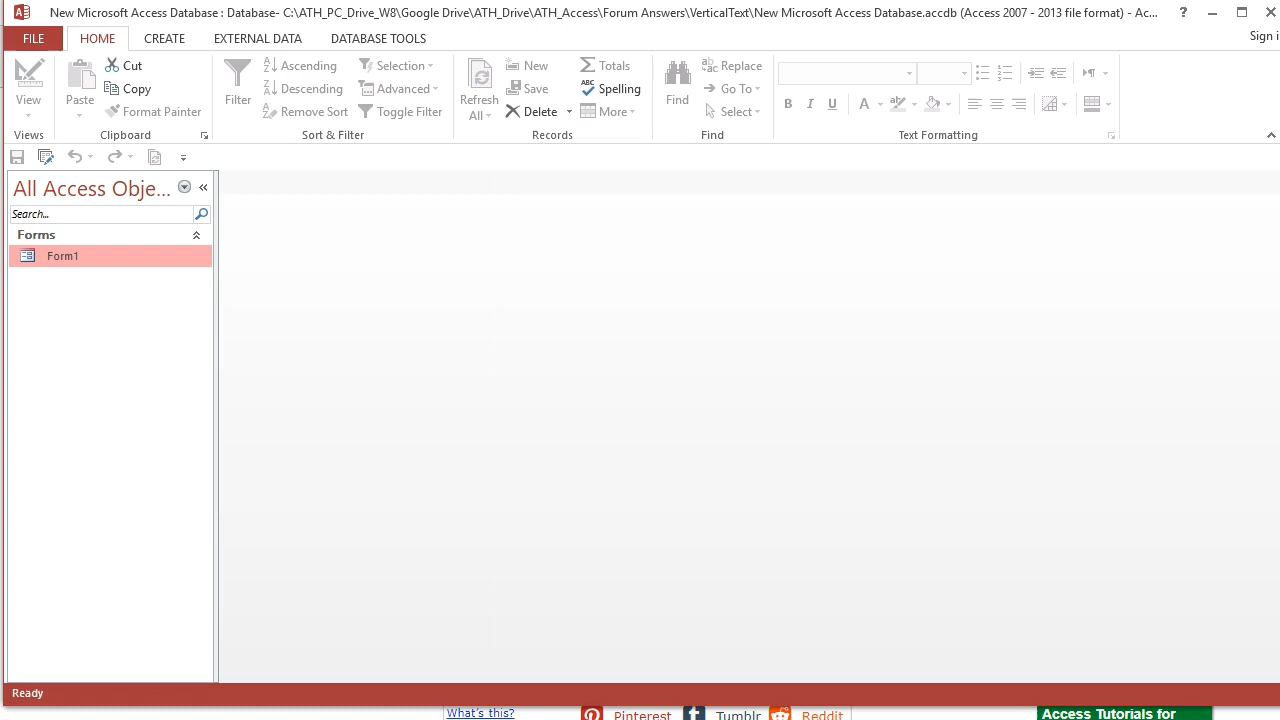 New Microsoft Access Database : Database- C:\ATH_PC_Drive_W8\Google Drive\ATH_Drive\ATH_Access\Forum Answers\VerticalText\New Microsoft Access Database.accdb (Access 2007 - 2013 file format) - Ac... ?
FILE HOME CREATE EXTERNAL DATA DATABASE TOOLS Sign i
View
Views
Paste
Cut
Copy
Format Painter
Clipboard
Filter
Ascending
Descending
Remove Sort
Selection
Advanced
Toggle Filter
Sort & Filter
Refresh
All
New
Save
Delete
Totals
Spelling
More
Records
Find
Replace
Go To
Select
Find
B I U A
Text Formatting
All Access Obje...
Search...
Forms
Form1
Ready
What's this? Pinterest Tumblr Reddit Access Tutorials for